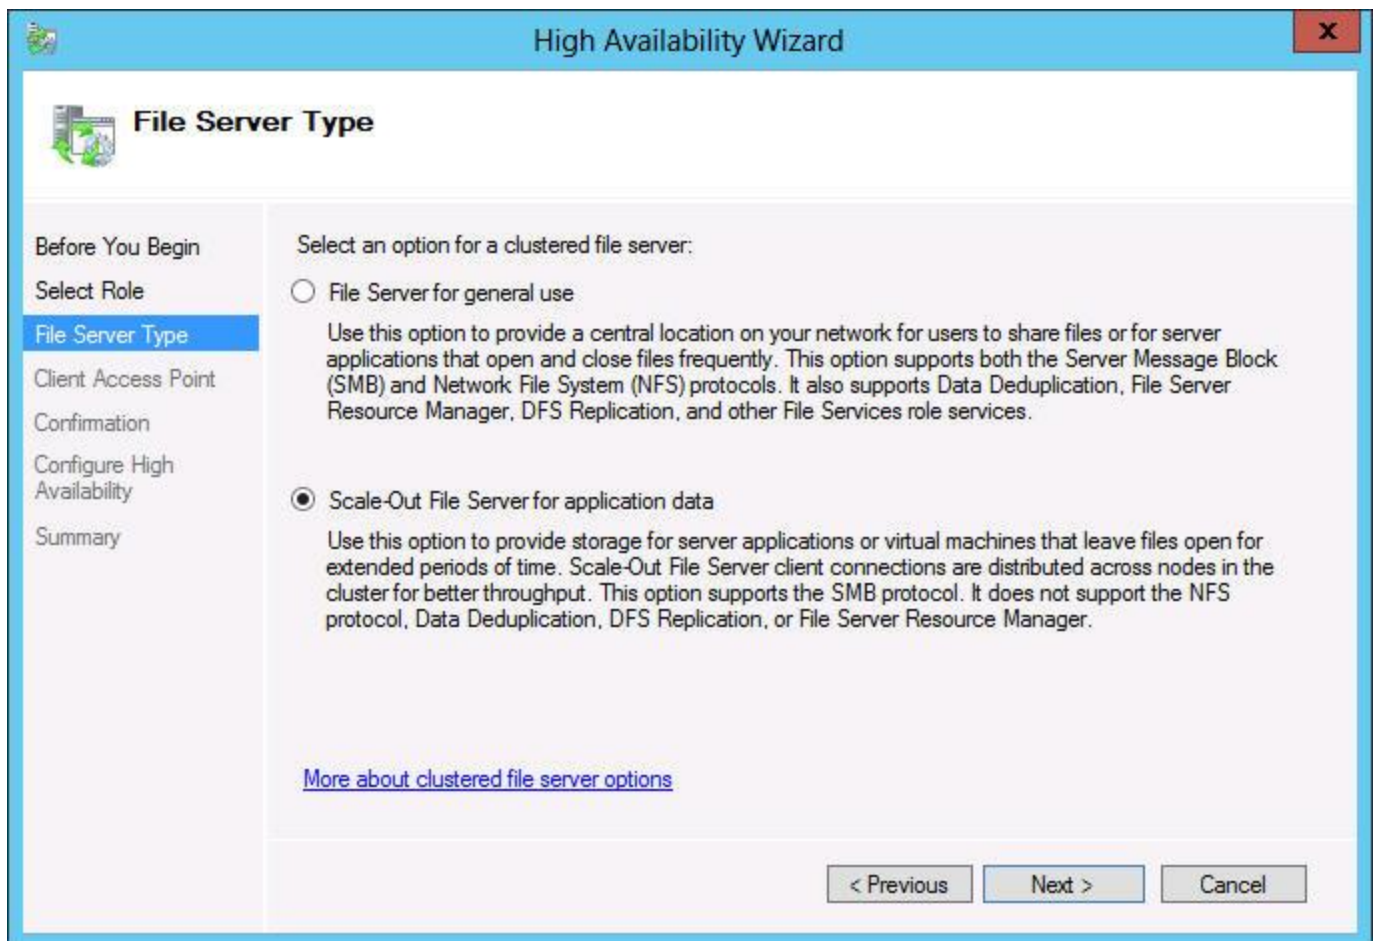 High Availability Wizard
X
File Server Type
Before You Begin
Select Role
File Server Type
Client Access Point
Confirmation
Configure High
Availability
Summary
Select an option for a clustered file server:
File Server for general use
Use this option to provide a central location on your network for users to share files or for server
applications that open and close files frequently. This option supports both the Server Message Block
(SMB) and Network File System (NFS) protocols. It also supports Data Deduplication, File Server
Resource Manager, DFS Replication, and other File Services role services.
Scale-Out File Server for application data
Use this option to provide storage for server applications or virtual machines that leave files open for
extended periods of time. Scale-Out File Server client connections are distributed across nodes in the
cluster for better throughput. This option supports the SMB protocol. It does not support the NFS
protocol, Data Deduplication, DFS Replication, or File Server Resource Manager.
More about clustered file server options
< Previous
Next >
Cancel